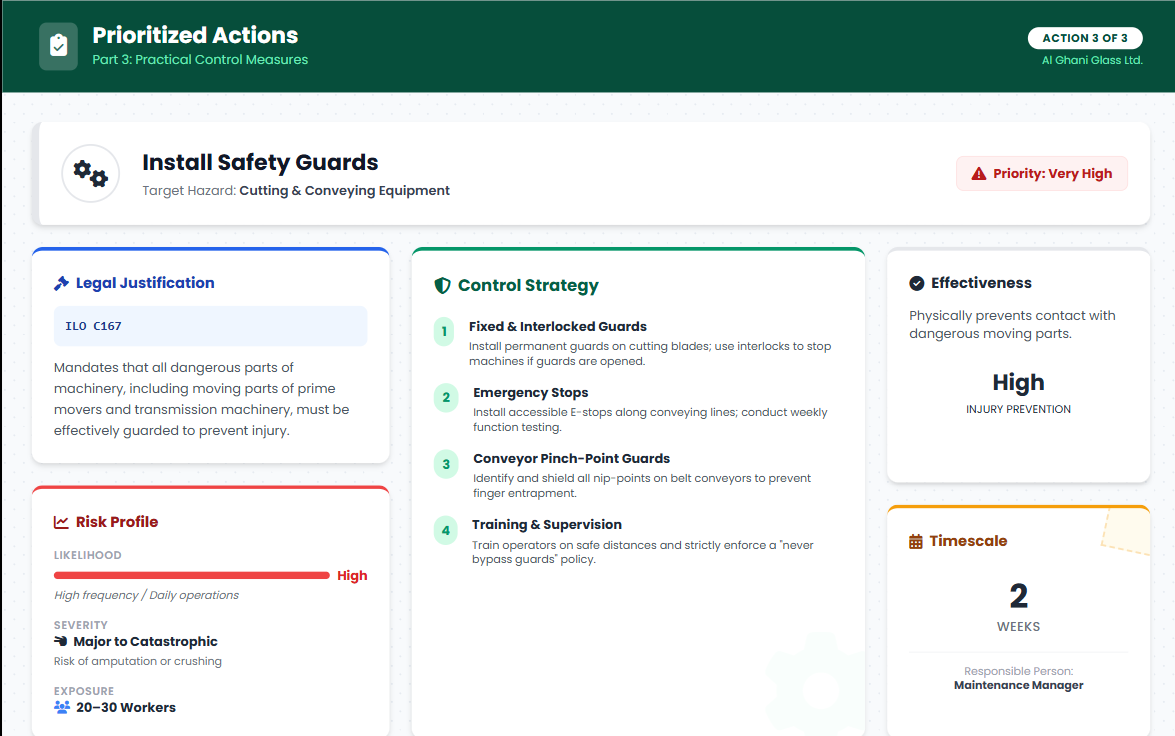 Prioritized Actions
Part 3: Practical Control Measures
ACTION 3 OF 3
Al Ghani Glass Ltd.
Install Safety Guards
Target Hazard: Cutting & Conveying Equipment
Priority: Very High
Legal Justification
ILO C167
Mandates that all dangerous parts of
machinery, including moving parts of prime
movers and transmission machinery, must be
effectively guarded to prevent injury.
Risk Profile
LIKELIHOOD
High
High frequency / Daily operations
SEVERITY
Major to Catastrophic
Risk of amputation or crushing
EXPOSURE
20–30 Workers
Control Strategy
1
Fixed & Interlocked Guards
Install permanent guards on cutting blades; use interlocks to stop
machines if guards are opened.
2
Emergency Stops
Install accessible E-stops along conveying lines; conduct weekly
function testing.
3
Conveyor Pinch-Point Guards
Identify and shield all nip-points on belt conveyors to prevent
finger entrapment.
4
Training & Supervision
Train operators on safe distances and strictly enforce a "never
bypass guards" policy.
Effectiveness
Physically prevents contact with
dangerous moving parts.
High
INJURY PREVENTION
Timescale
2
WEEKS
Responsible Person:
Maintenance Manager